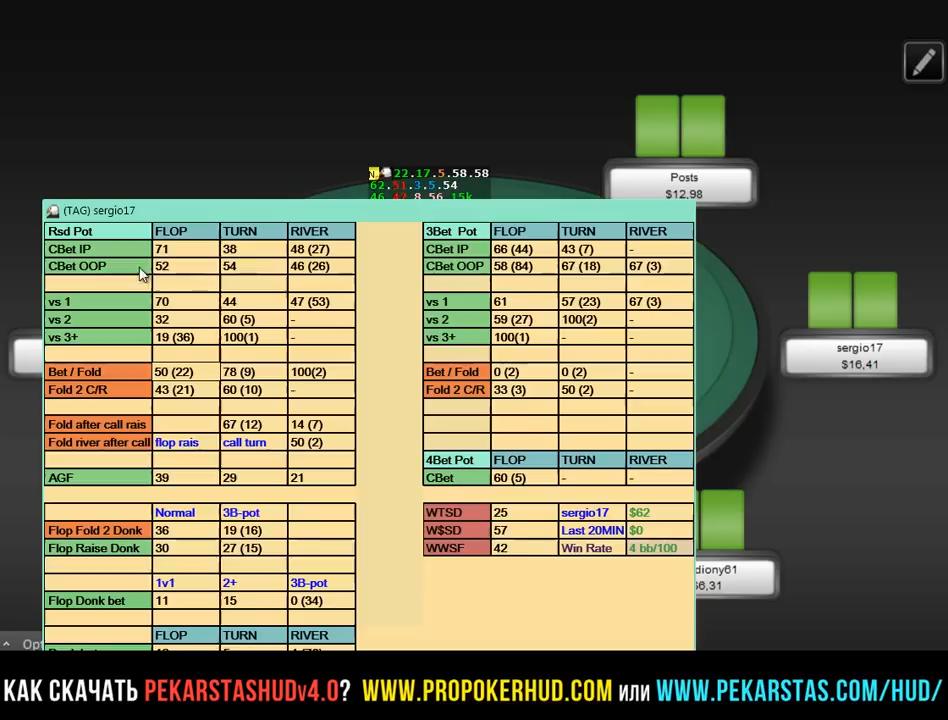 N. 22.17.5.58.58
62.51.3.5.54
46.47.8.56.15k
Posts
$12,98
(TAG) sergio17
Rsd Pot FLOP TURN RIVER
CBet IP 71 38 48 (27)
CBet OOP 52 54 46 (26)
vs 1 70 44 47 (53)
vs 2 32 60 (5) -
vs 3+ 19 (36) 100(1) -
Bet / Fold 50 (22) 78 (9) 100(2)
Fold 2 C/R 43 (21) 60 (10) -
Fold after call rais 67 (12) 14 (7)
Fold river after call flop rais call turn 50 (2)
AGF 39 29 21
Normal 3B-pot
Flop Fold 2 Donk 36 19 (16)
Flop Raise Donk 30 27 (15)
1v1 2+ 3B-pot
Flop Donk bet 11 15 0 (34)
FLOP TURN RIVER
3Bet Pot FLOP TURN RIVER
CBet IP 66 (44) 43 (7) -
CBet OOP 58 (84) 67 (18) 67 (3)
vs 1 61 57 (23) 67 (3)
vs 2 59 (27) 100(2) -
vs 3+ 100(1) - -
Bet / Fold 0 (2) 0 (2) -
Fold 2 C/R 33 (3) 50 (2) -
4Bet Pot FLOP TURN RIVER
CBet 60 (5) - -
WTSD 25 sergio17 $62
W$SD 57 Last 20MIN $0
WWSF 42 Win Rate 4 bb/100
sergio17
$16,41
diony61
6,31
Opt
КАК СКАЧАТЬ PEKARSTASHUDv4.0? WWW.PROPOKERHUD.COM или WWW.PEKARSTAS.COM/HUD/